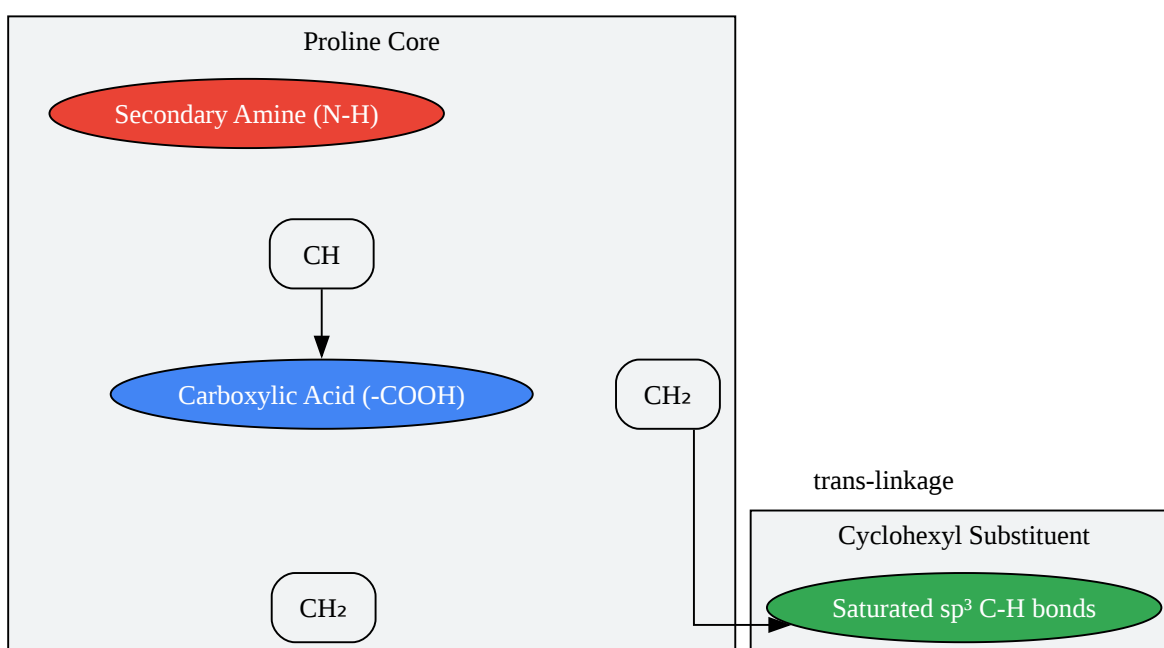 Proline Core
Secondary Amine (N-H)
CH
Carboxylic Acid (-COOH)
CH₂
trans-linkage
Cyclohexyl Substituent
CH₂
Saturated sp³ C-H bonds